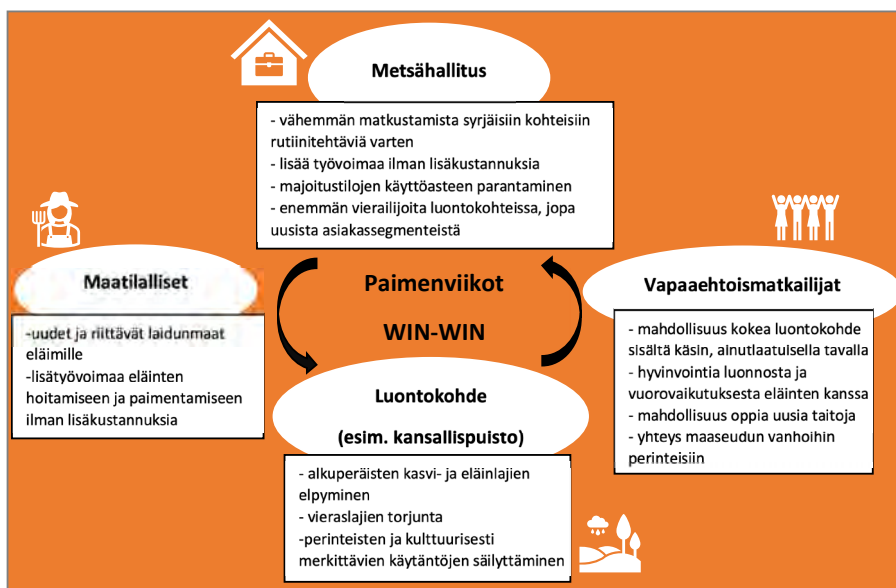 Metsähallitus
- vähemmän matkustamista syrjäisiin kohteisiin
rutiinitehtäviä varten
- lisää työvoimaa ilman lisäkustannuksia
- majoitustilojen käyttöasteen parantaminen
- enemmän vierailijoita luontokohteissa, jopa
uusista asiakassegmenteistä
Maatilalliset
-uudet ja riittävät laidunmaat
eläimille
-lisätyövoimaa eläinten
hoitamiseen ja paimentamiseen
ilman lisäkustannuksia
Paimenviikot
WIN-WIN
Vapaaehtoismatkailijat
- mahdollisuus kokea luontokohde
sisältä käsin, ainutlaatuisella tavalla
- hyvinvointia luonnosta ja
vuorovaikutuksesta eläinten kanssa
- mahdollisuus oppia uusia taitoja
- yhteys maaseudun vanhoihin
perinteisiin
Luontokohde
(esim. kansallispuisto)
- alkuperäisten kasvi- ja eläinlajien
elpyminen
- vieraslajien torjunta
-perinteisten ja kulttuurisesti
merkittävien käytäntöjen säilyttäminen